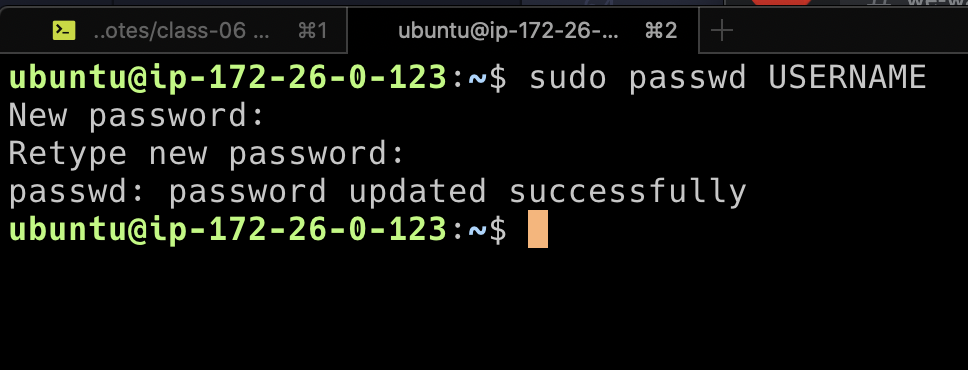 ..otes/class-06 ... ⌘1
ubuntu@ip-172-26-... ⌘2
ubuntu@ip-172-26-0-123:~$ sudo passwd USERNAME
New password:
Retype new password:
passwd: password updated successfully
ubuntu@ip-172-26-0-123:~$